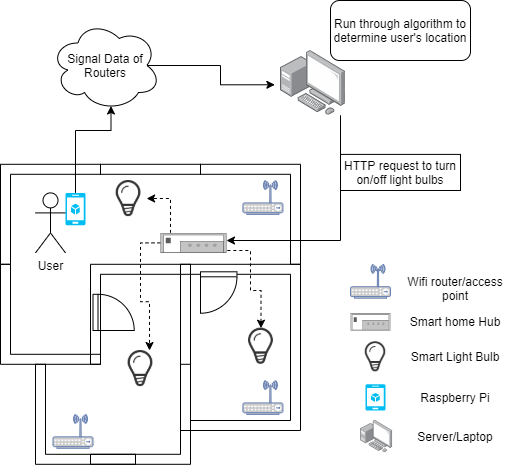 Run through algorithm to
determine user's location
Signal Data of
Routers
HTTP request to turn
on/off light bulbs
User
Wifi router/access
point
Smart home Hub
Smart Light Bulb
Raspberry Pi
Server/Laptop